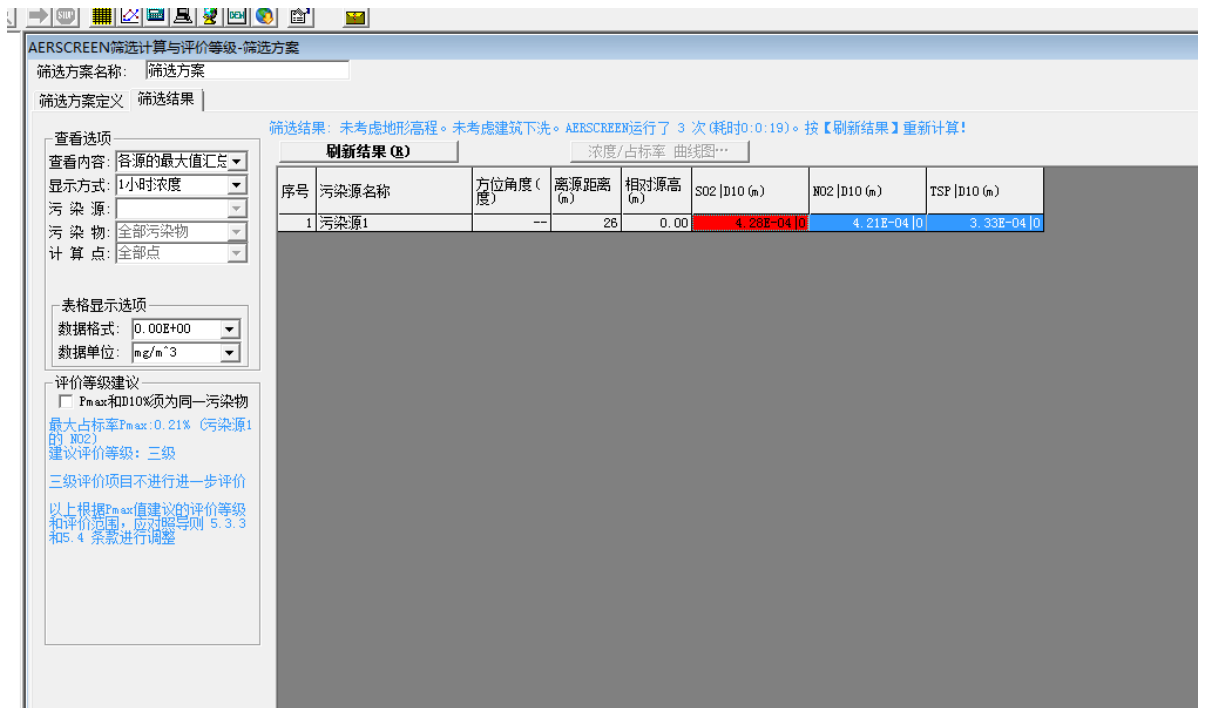 STOP
DEM
AERSCREEN筛选计算与评价等级-筛选方案
筛选方案名称: 筛选方案
筛选方案定义 筛选结果
筛选结果: 未考虑地形高程。未考虑建筑下洗。AERSCREEN运行了 3 次(耗时0:0:19)。按【刷新结果】重新计算!
刷新结果(R) 浓度/占标率 曲线图…
查看选项
查看内容: 各源的最大值汇总
显示方式: 1小时浓度
污 染 源:
污 染 物: 全部污染物
计 算 点: 全部点
序号 污染源名称 方位角度(度) 离源距离(m) 相对源高(m) SO2|D10(m) NO2|D10(m) TSP|D10(m)
1 污染源1 -- 26 0.00 4.28E-04|0 4.21E-04|0 3.33E-04|0
表格显示选项
数据格式: 0.00E+00
数据单位: mg/m^3
评价等级建议
Pmax和D10%须为同一污染物
最大占标率Pmax:0.21% (污染源1
的 NO2)
建议评价等级: 三级
三级评价项目不进行进一步评价
以上根据Pmax值建议的评价等级
和评价范围,应对照导则 5.3.3
和5.4 条款进行调整